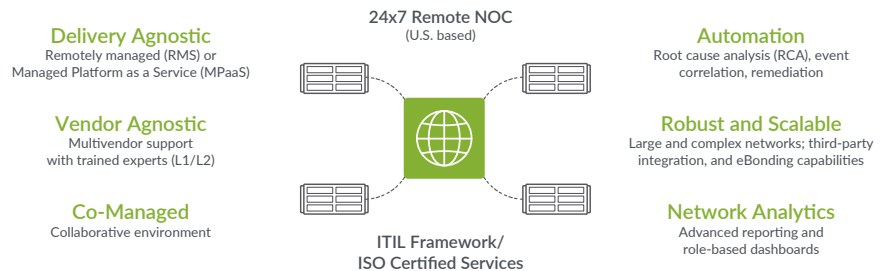 24x7 Remote NOC
(U.S. based)
Delivery Agnostic
Remotely managed (RMS) or
Managed Platform as a Service (MPaaS)
Vendor Agnostic
Multivendor support
with trained experts (L1/L2)
Co-Managed
Collaborative environment
Automation
Root cause analysis (RCA), event
correlation, remediation
Robust and Scalable
Large and complex networks; third-party
integration, and eBonding capabilities
Network Analytics
Advanced reporting and
role-based dashboards
ITIL Framework/
ISO Certified Services